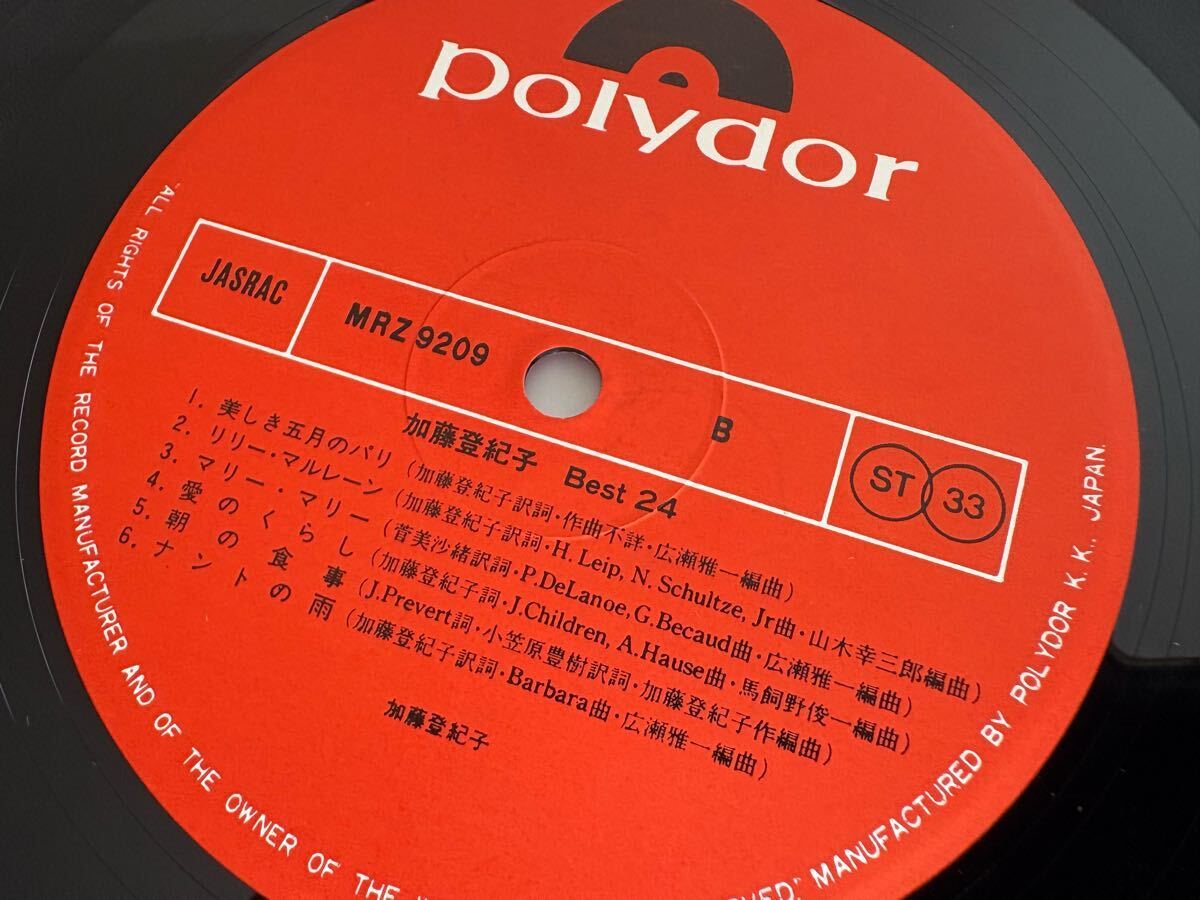 polydor
JASRAC
MRZ 9209
B
ST 33
加藤登紀子 Best 24
1. 美しき五月のパリ(加藤登紀子訳詞・作曲不詳・広瀬雅一編曲)
2. リリー・マルレーン(加藤登紀子訳詞・H. Leip, N. Schultze, Jr曲・山木幸三郎編曲)
3. マリー・マリー(菅美沙緒訳詞・P.DeLanoe,G.Becaud曲・広瀬雅一編曲)
4. 愛のくらし(加藤登紀子詞・J.Children, A.Hause曲・馬飼野俊一編曲)
5. 朝の食事(J.Prevert詞・小笠原豊樹訳詞・加藤登紀子作編曲)
6. ナントの雨(加藤登紀子訳詞・Barbara曲・広瀬雅一編曲)
加藤登紀子
"ALL RIGHTS OF THE RECORD MANUFACTURER AND OF THE OWNER OF THE
MANUFACTURED BY POLYDOR K. K., JAPAN.